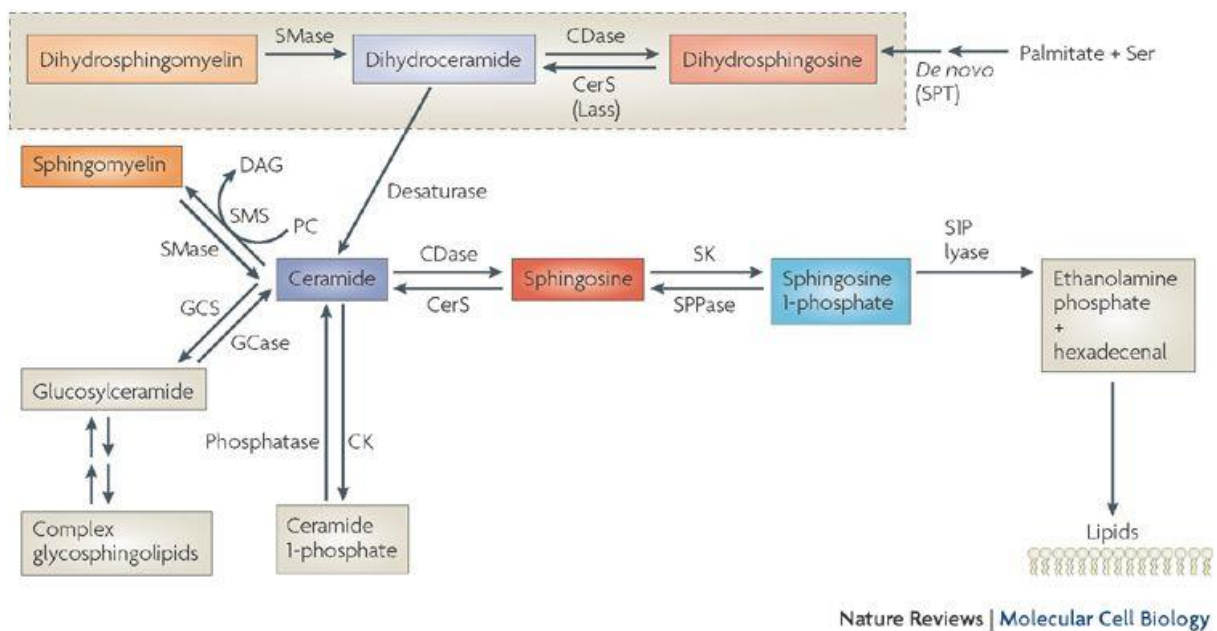 SMase
CDase
Dihydrosphingomyelin
Dihydroceramide
Dihydrosphingosine
Palmitate + Ser
CerS
(Lass)
De novo
(SPT)
Sphingomyelin
DAG
Desaturase
SMS
PC
SMase
S1P
lyase
Ceramide
CDase
CerS
Sphingosine
SK
SPPase
Sphingosine
1-phosphate
Ethanolamine
phosphate
+
hexadecenal
GCS
GCase
Glucosylceramide
Phosphatase
CK
Complex
glycosphingolipids
Ceramide
1-phosphate
Lipids
Nature Reviews | Molecular Cell Biology